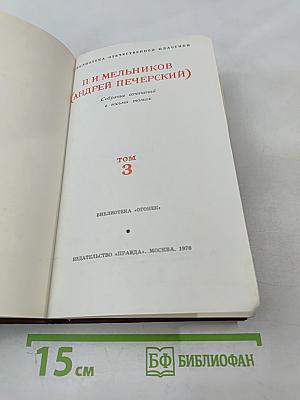 БИБЛИОТЕКА ОТЕЧЕСТВЕННОЙ КЛАССИКИ
П. И. МЕЛЬНИКОВ
(АНДРЕЙ ПЕЧЕРСКИЙ)
Собрание сочинений
в восьми томах
ТОМ
3
БИБЛИОТЕКА «ОГОНЕК»
ИЗДАТЕЛЬСТВО «ПРАВДА». МОСКВА. 1976
15 см
БФ БИБЛИОФАН